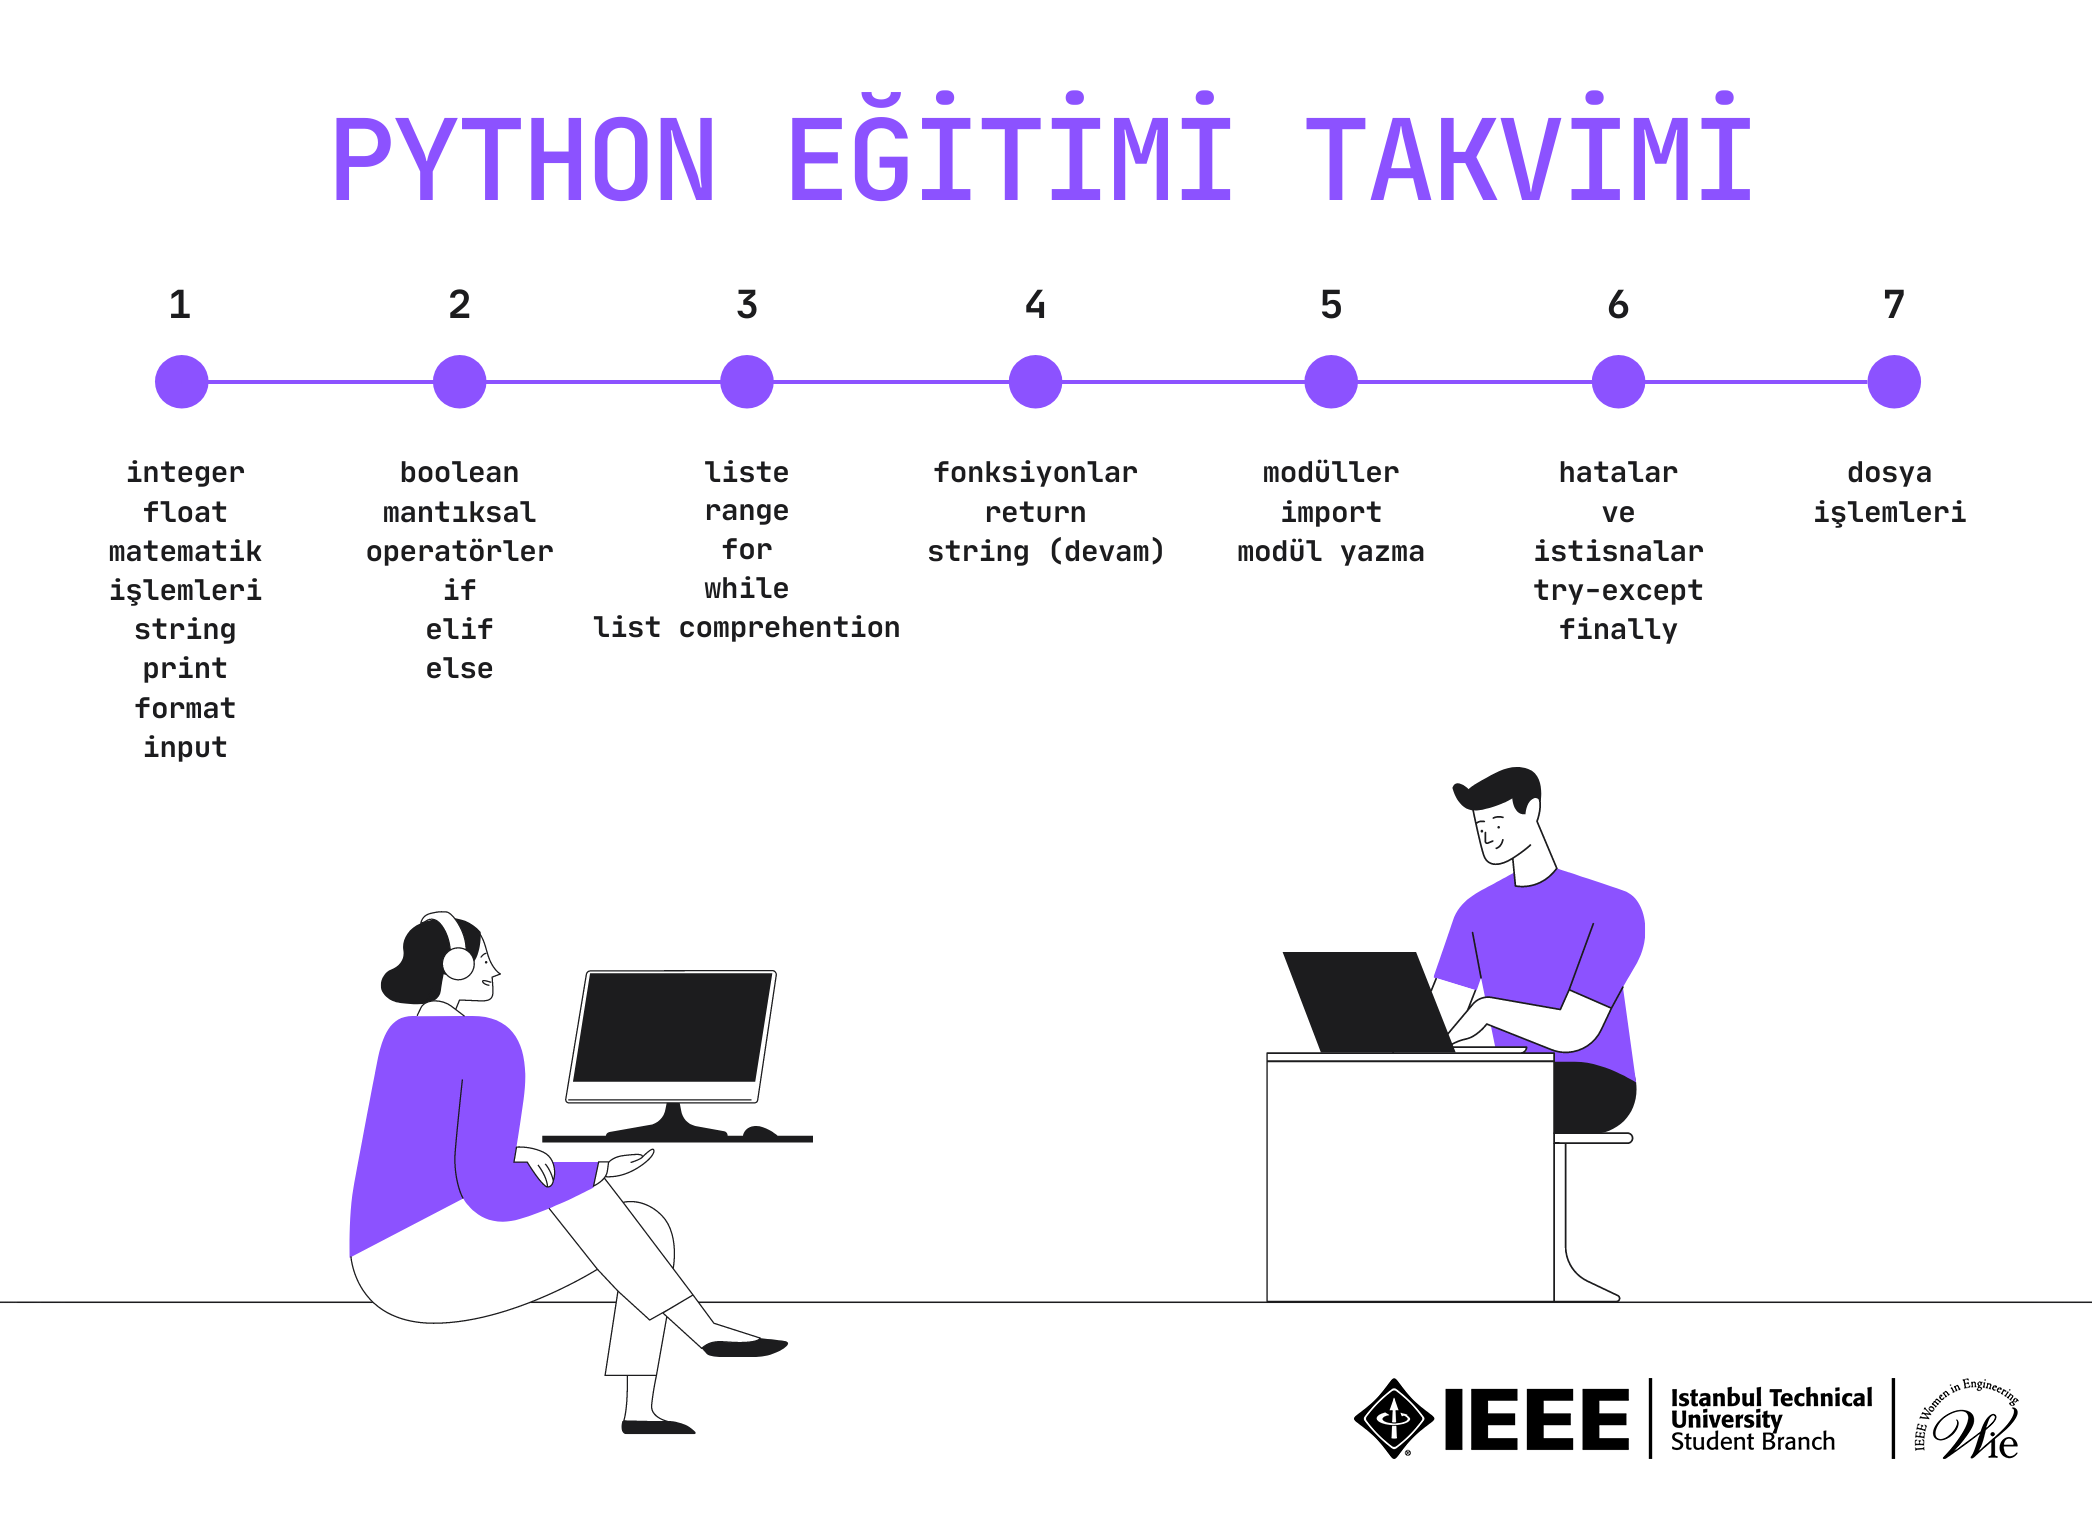 PYTHON EĞİTİMİ TAKVİMİ
1
integer
float
matematik
işlemleri
string
print
format
input
2
boolean
mantıksal
operatörler
if
elif
else
3
liste
range
for
while
list comprehention
4
fonksiyonlar
return
string (devam)
5
modüller
import
modül yazma
6
hatalar
ve
istisnalar
try-except
finally
7
dosya
işlemleri
IEEE
Istanbul Technical
University
Student Branch
IEEE Women in Engineering
Wie